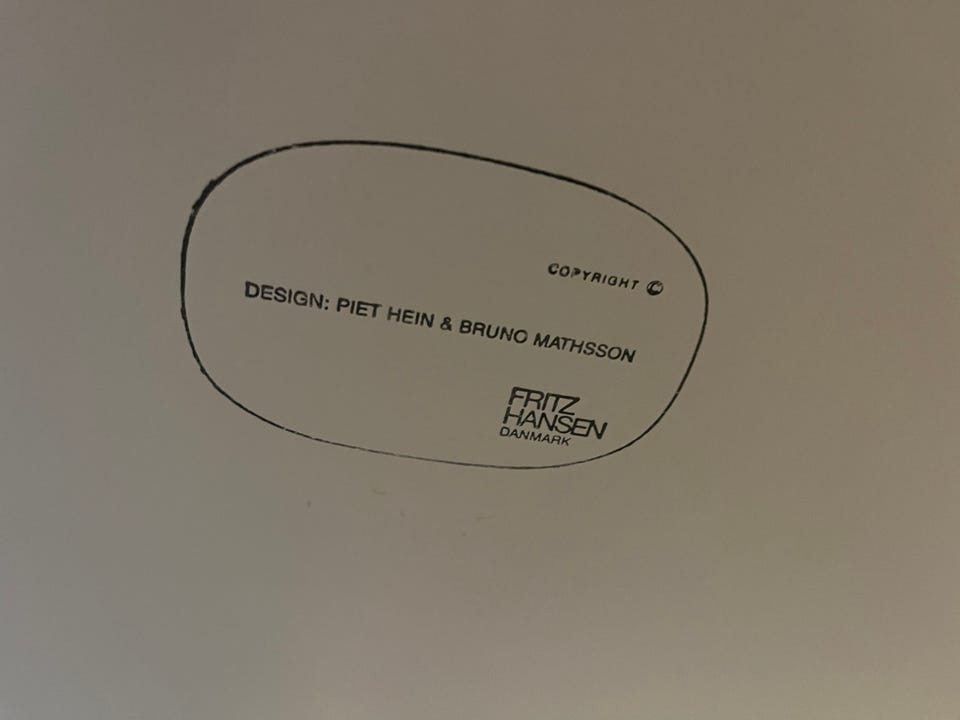 COPYRIGHT ©
DESIGN: PIET HEIN & BRUNO MATHSSON
FRITZ
HANSEN
DANMARK